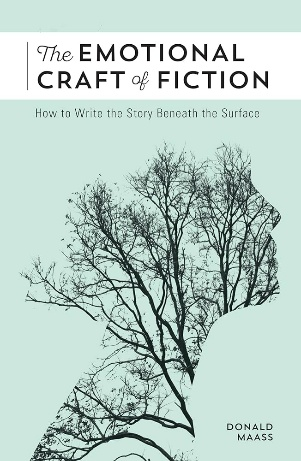 The EMOTIONAL
CRAFT of FICTION
How to Write the Story Beneath the Surface
DONALD
MAASS